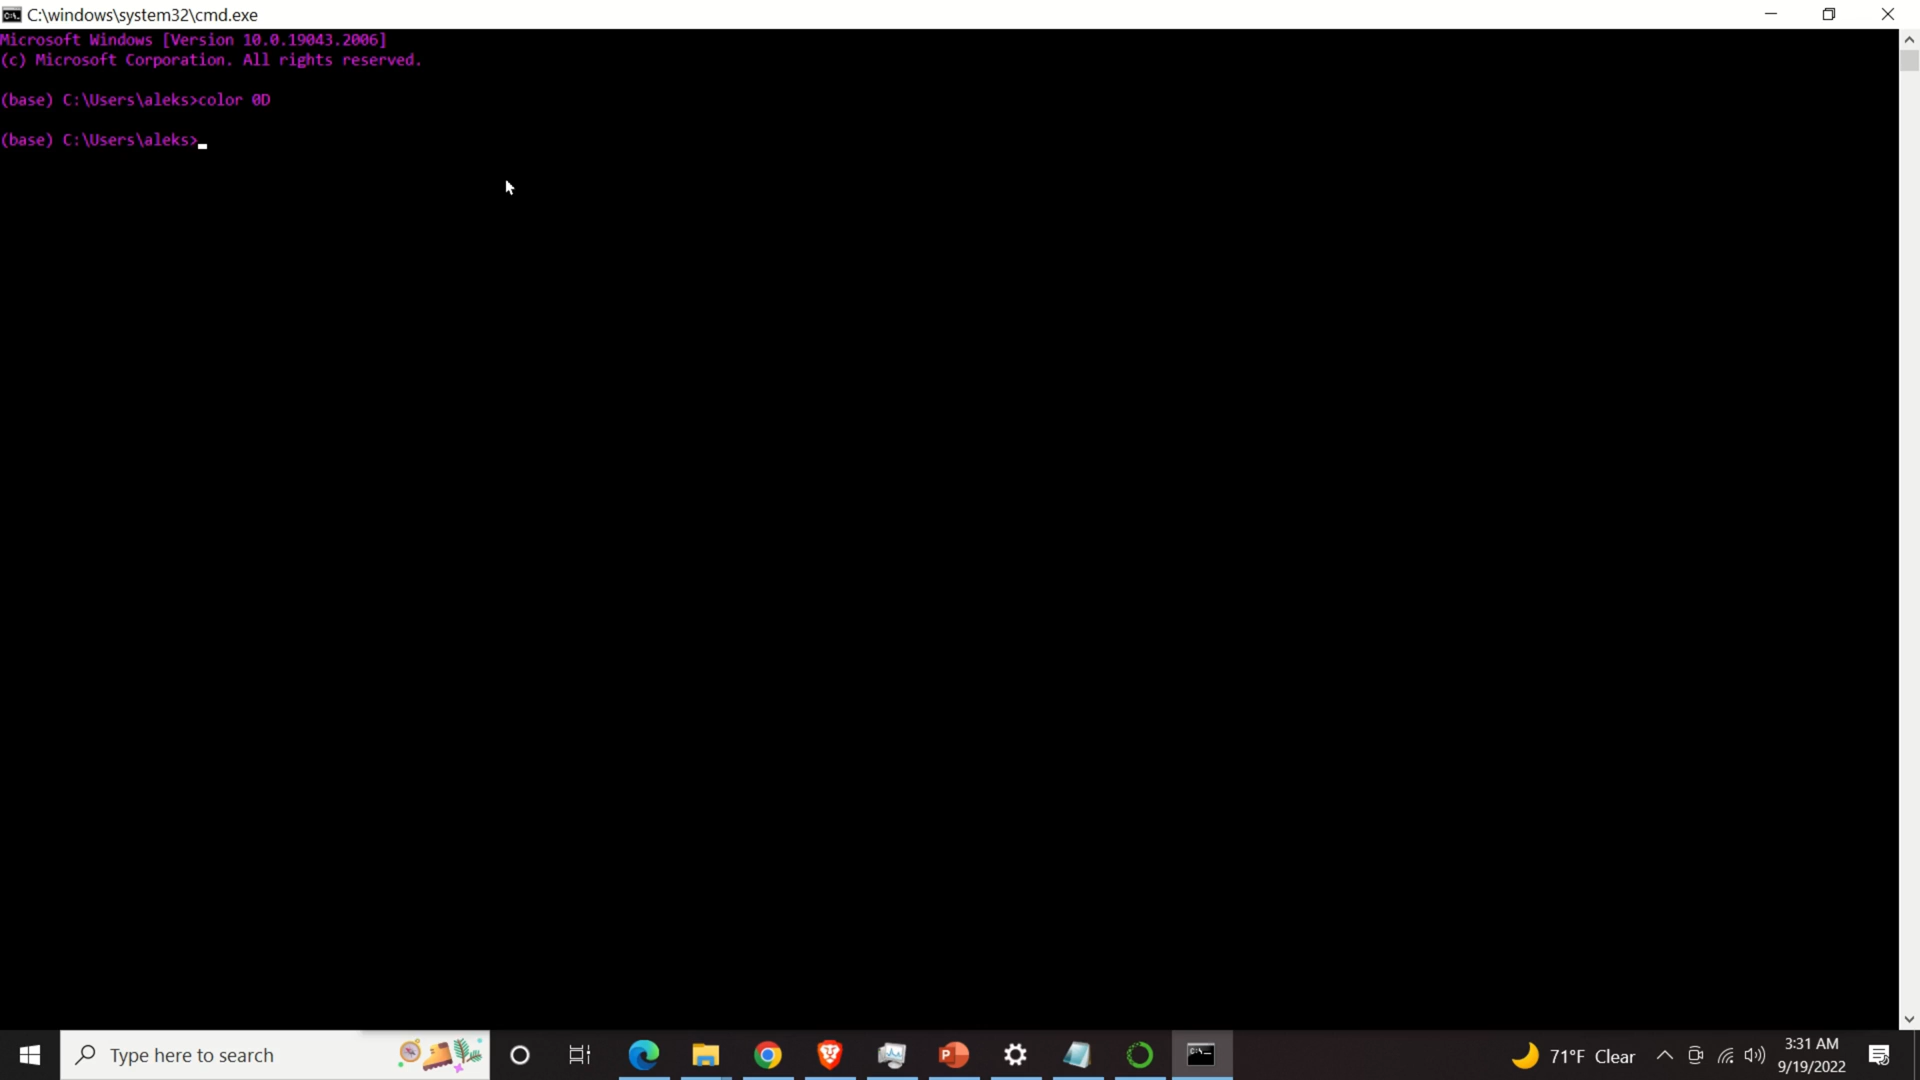 C:\windows\system32\cmd.exe
Microsoft Windows [Version 10.0.19043.2006]
(c) Microsoft Corporation. All rights reserved.
(base) C:\Users\aleks>color 0D
(base) C:\Users\aleks>
Type here to search
71°F Clear
3:31 AM
9/19/2022